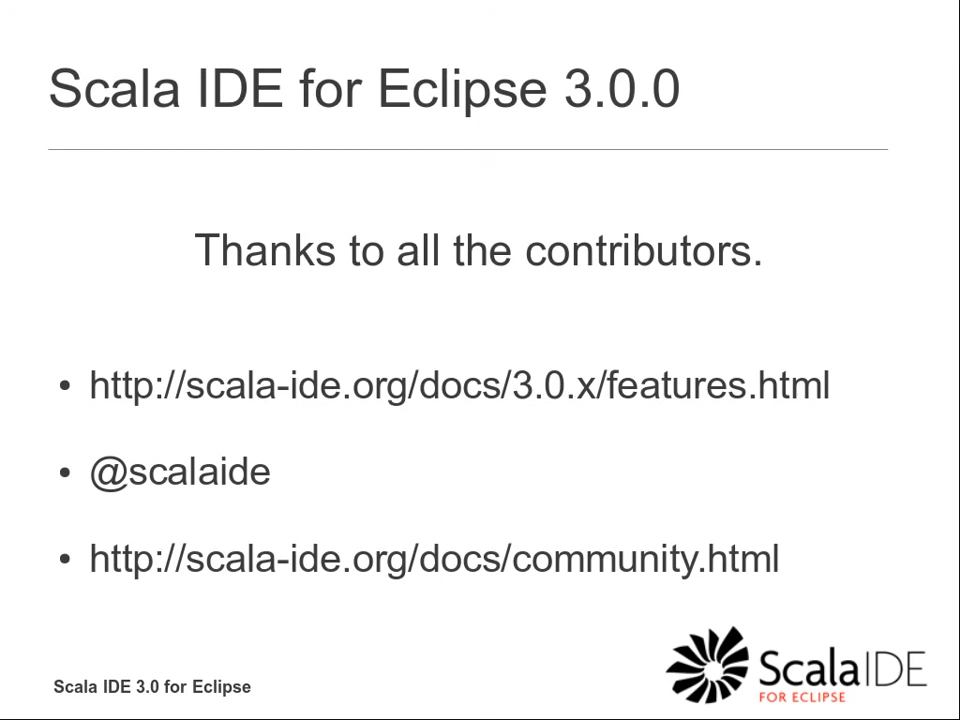 Scala IDE for Eclipse 3.0.0
Thanks to all the contributors.
• http://scala-ide.org/docs/3.0.x/features.html
• @scalaide
• http://scala-ide.org/docs/community.html
Scala IDE 3.0 for Eclipse
ScalaIDE
FOR ECLIPSE